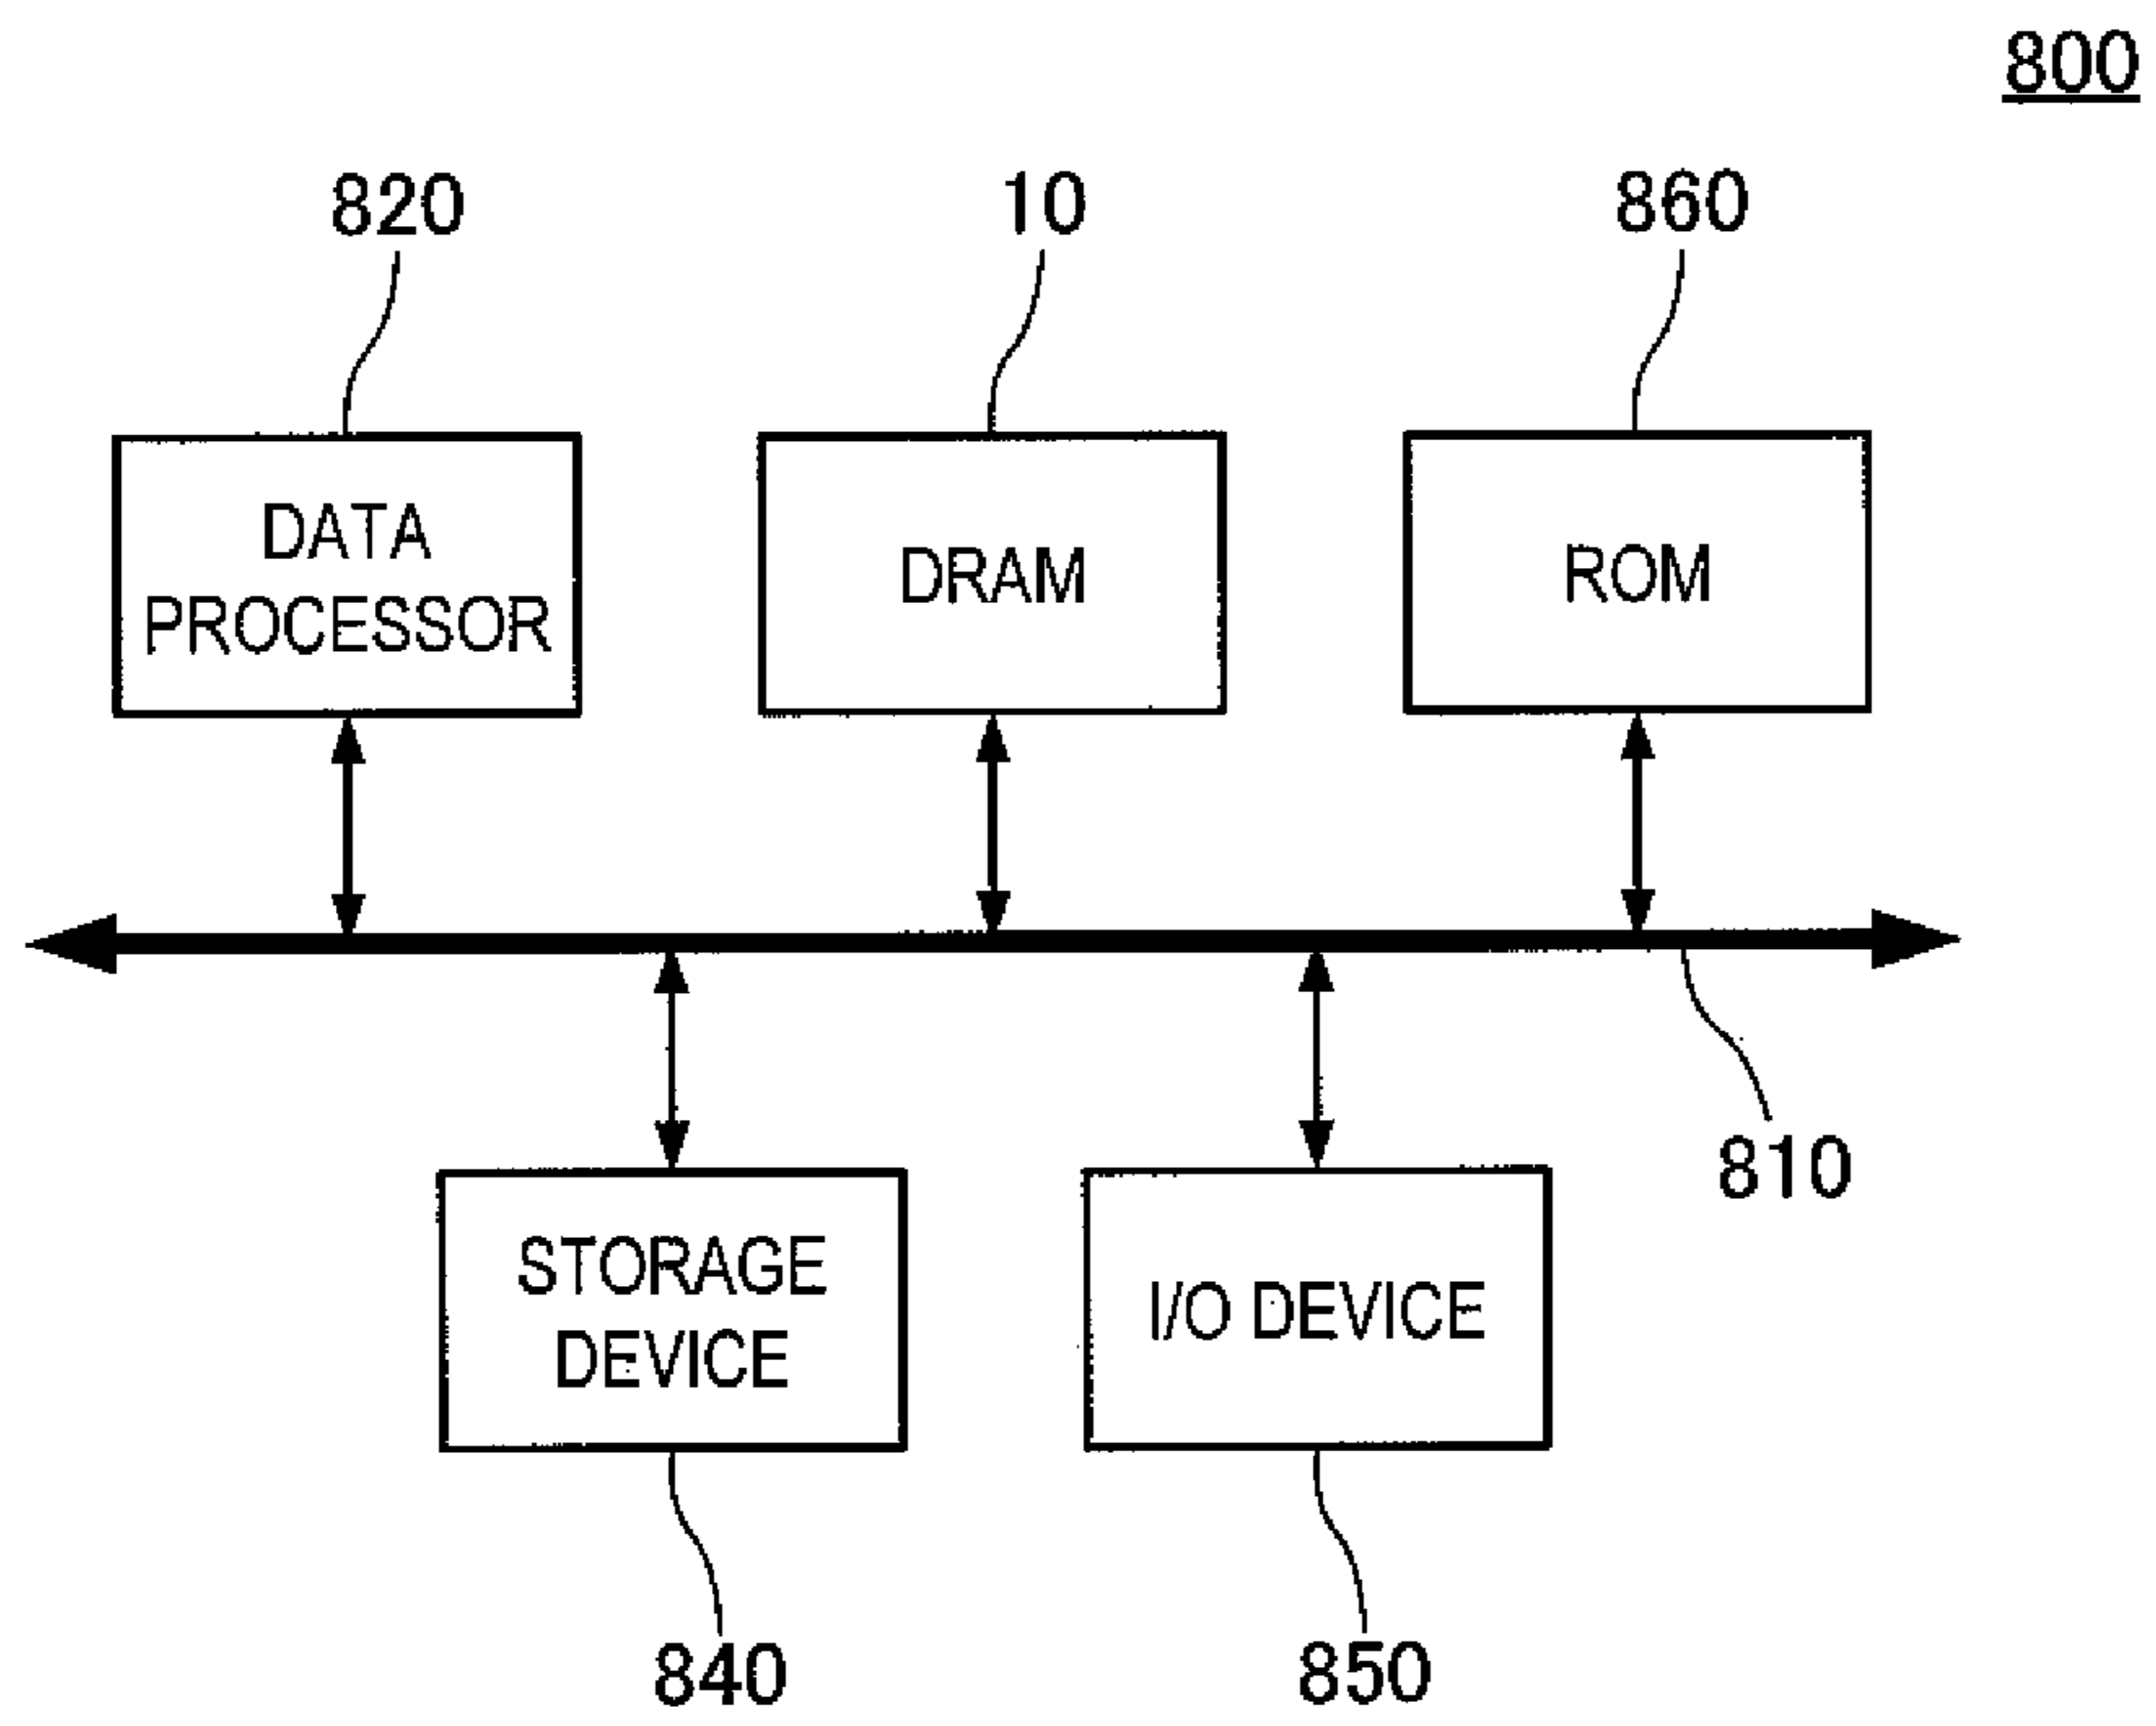 800
820
10
860
DATA
PROCESSOR
DRAM
ROM
810
STORAGE
DEVICE
I/O DEVICE
840
850